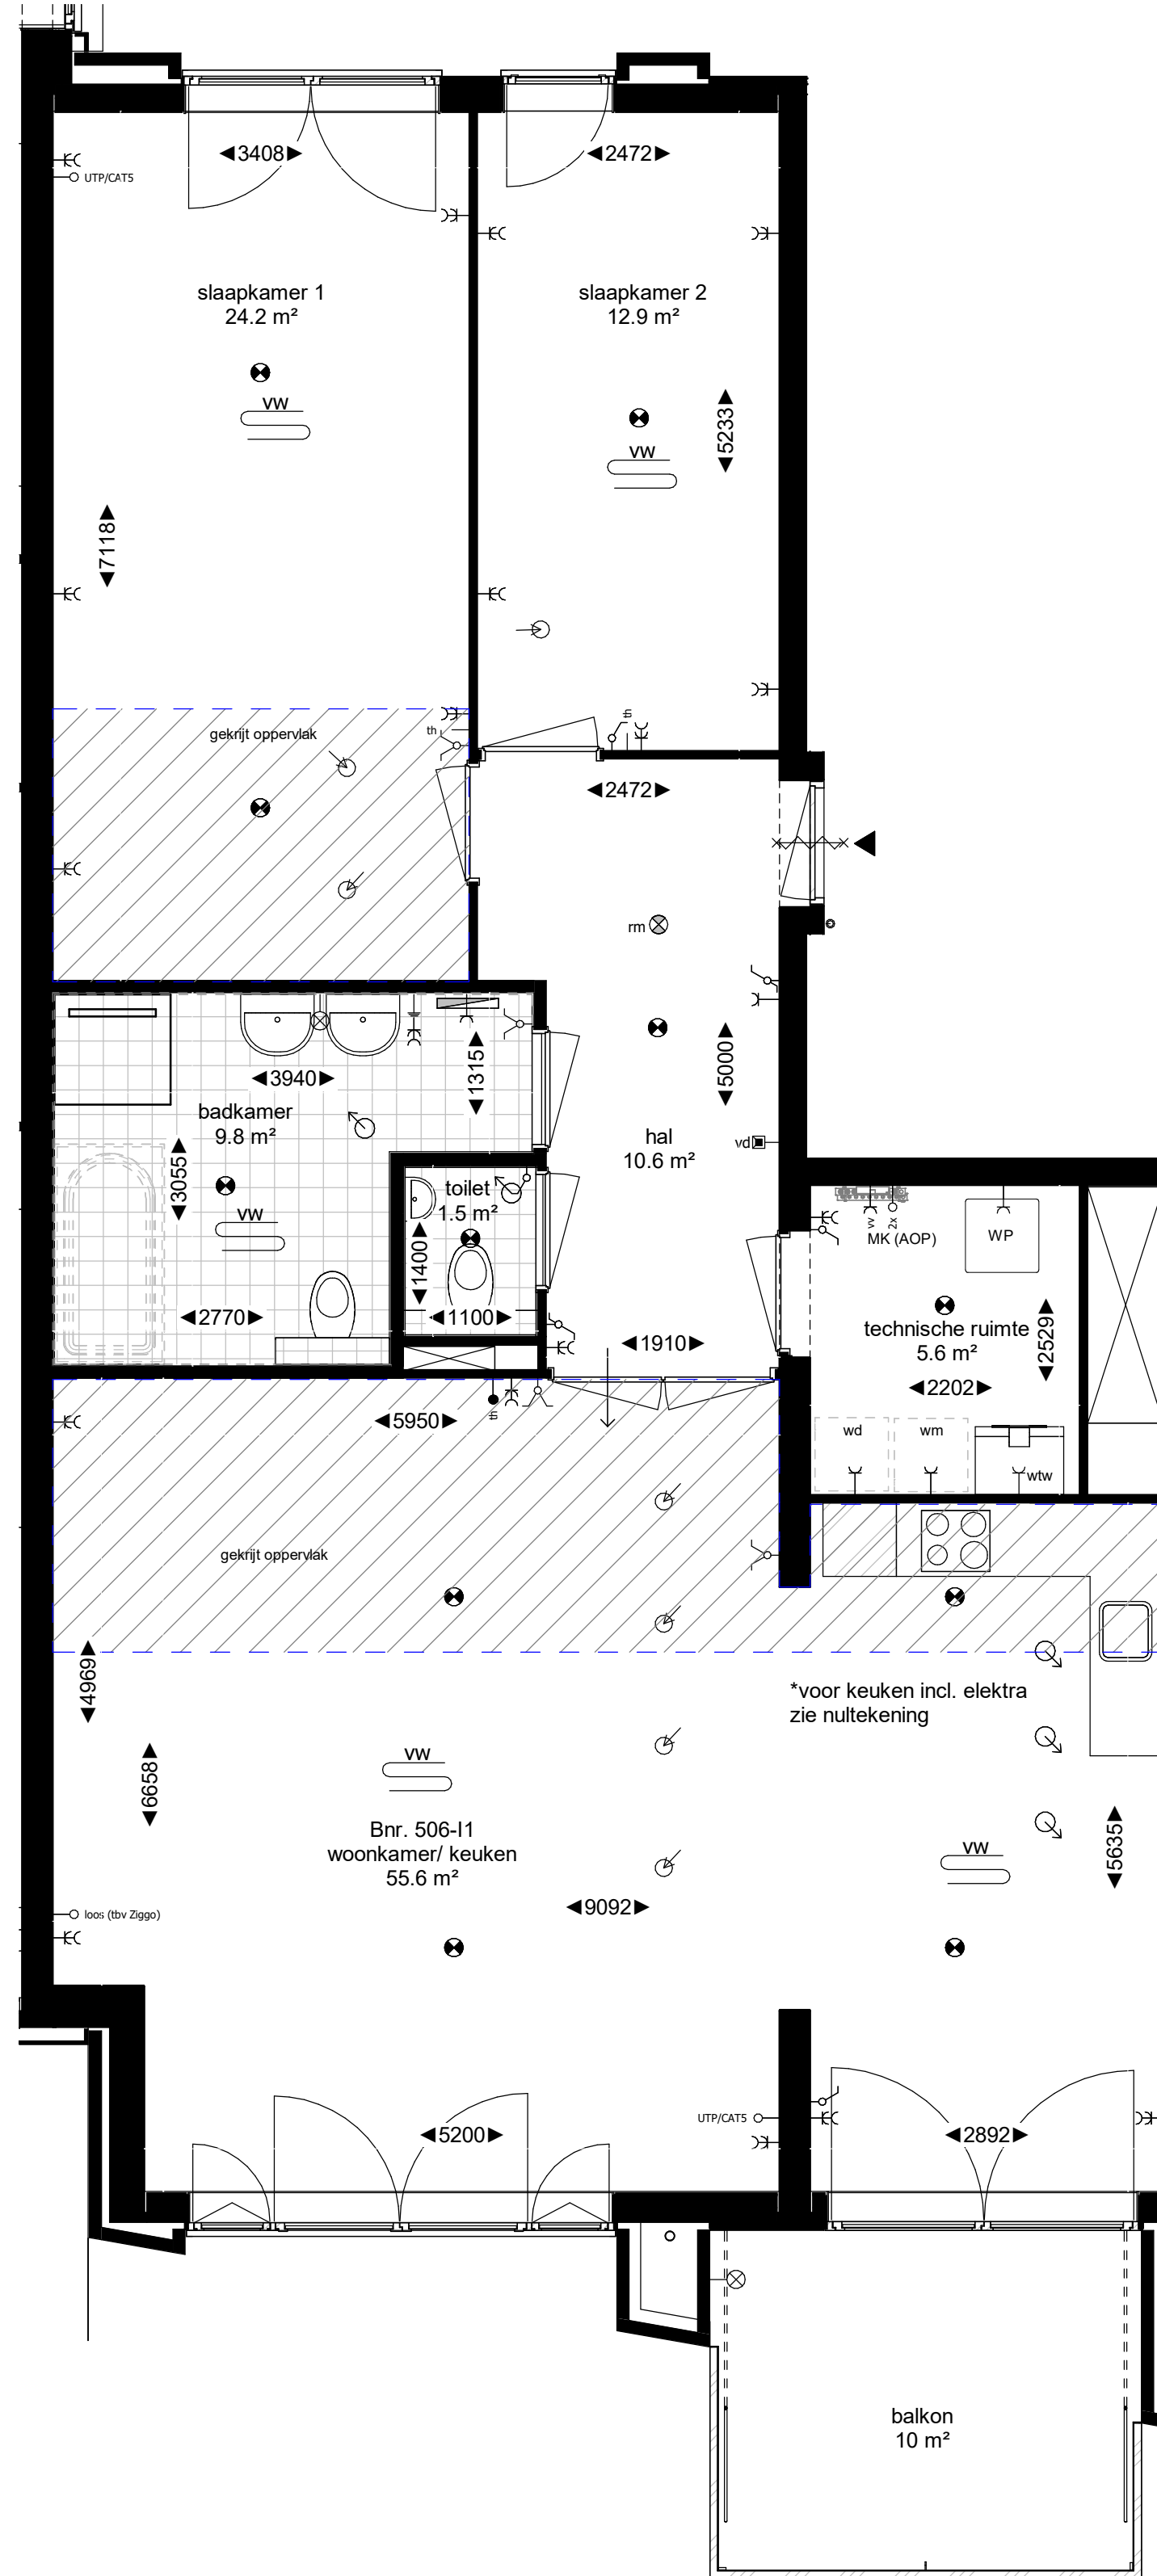 3408
2472
UTP/CAT5
slaapkamer 1
24.2 m²
slaapkamer 2
12.9 m²
vw
vw
5233
7118
gekrijt oppervlak
th
th
2472
rm
3940
1315
5000
badkamer
9.8 m²
hal
10.6 m²
vd
3055
toilet
1.5 m²
vw
1400
vv
2x
MK (AOP)
WP
2770
1100
1910
technische ruimte
5.6 m²
2529
2202
th
5950
wd
wm
wtw
gekrijt oppervlak
4969
*voor keuken incl. elektra
zie nultekening
vw
6658
Bnr. 506-I1
woonkamer/ keuken
55.6 m²
vw
5635
9092
loos (tbv Ziggo)
UTP/CAT5
5200
2892
balkon
10 m²